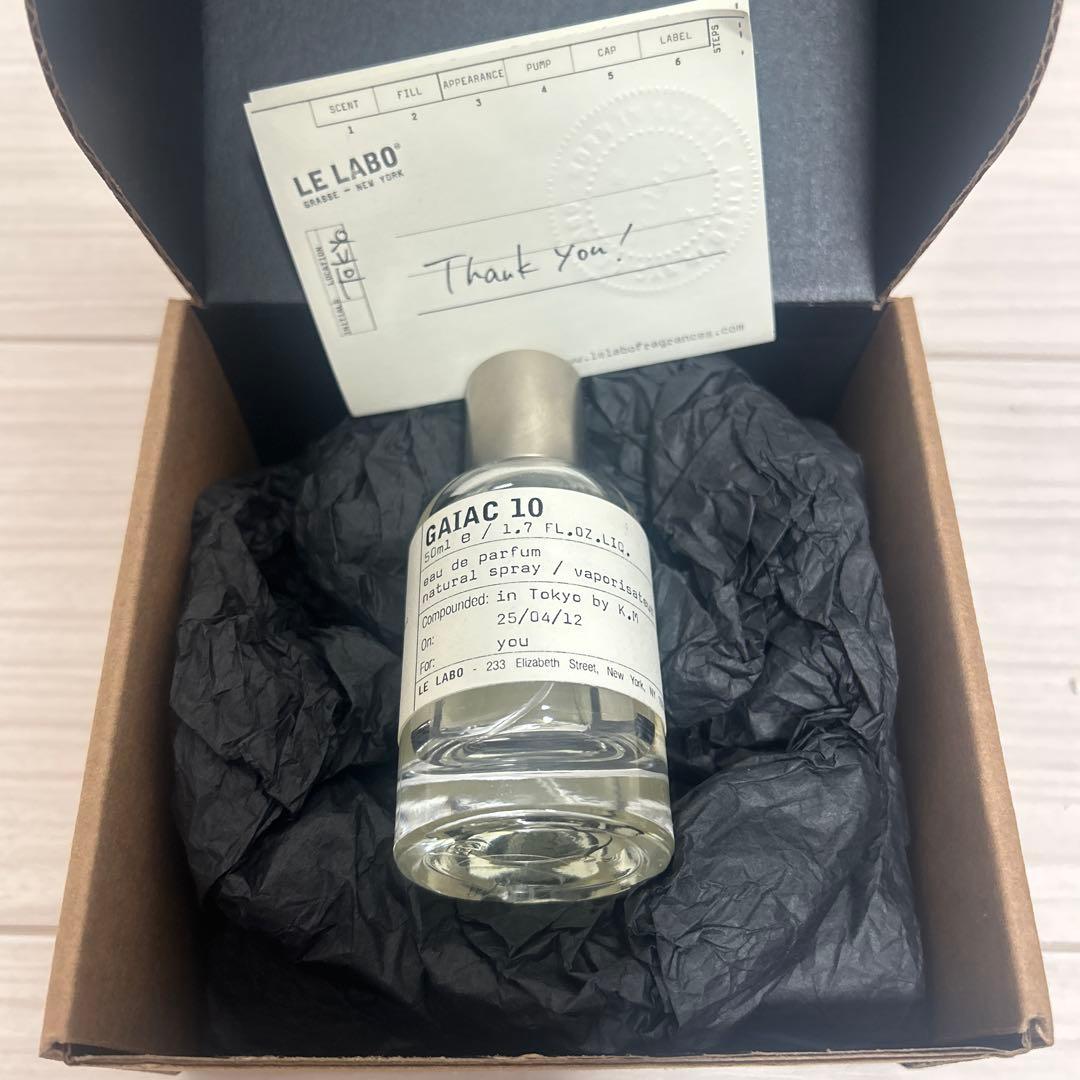 SCENT FILL APPEARANCE PUMP CAP LABEL STEPS
1 2 3 4 5 6
LE LABO®
GRASSE – NEW YORK
LOCATION Tokyo
INITIALS
Thank you!
www.lelabofragrances.com
GAIAC 10
50ml e / 1.7 FL.OZ.LIQ.
eau de parfum
natural spray / vaporisateur
Compounded: in Tokyo by K.M
On: 25/04/12
For: you
LE LABO - 233 Elizabeth Street, New York, NY